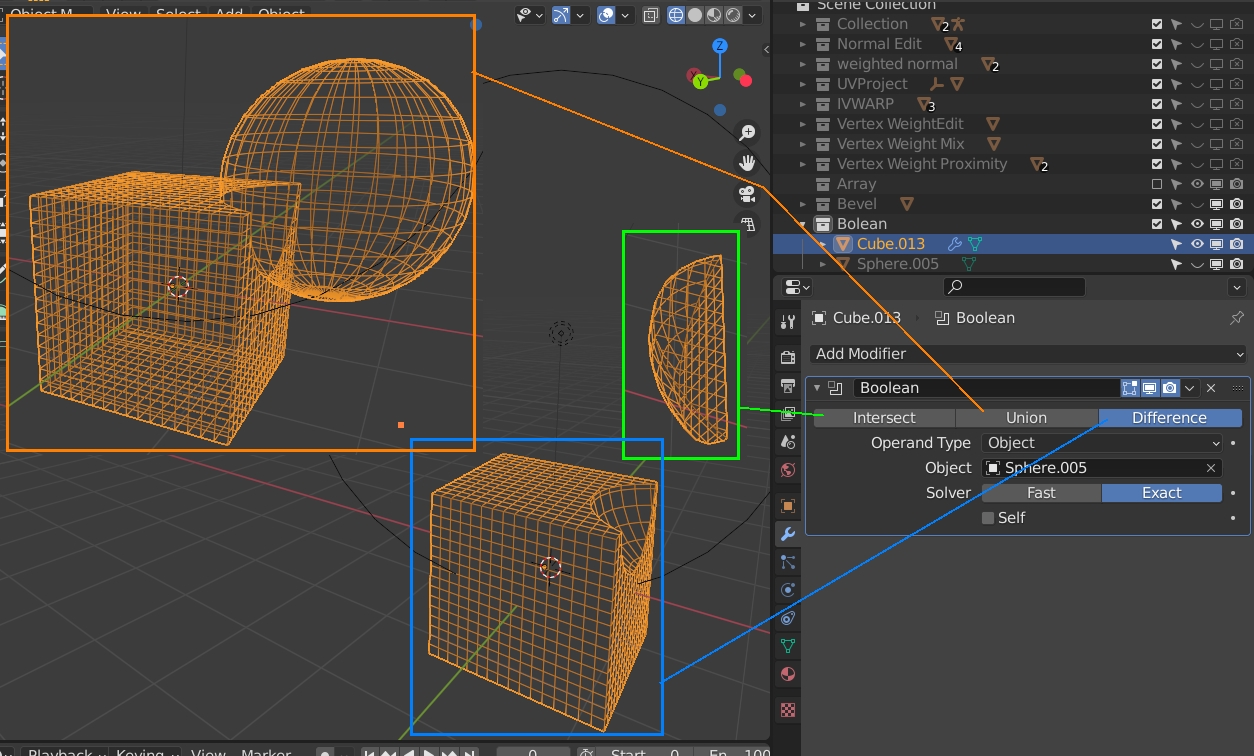 Object M View Select Add Object
Z
Y
Scene Collection
Collection 2
Normal Edit 4
weighted normal 2
UVProject
IVWARP 3
Vertex WeightEdit
Vertex Weight Mix
Vertex Weight Proximity 2
Array
Bevel
Bolean
Cube.013
Sphere.005
Cube.013 Boolean
Add Modifier
Boolean
Intersect Union Difference
Operand Type Object
Object Sphere.005
Solver Fast Exact
Self
Playback Keying View Marker 0 Start 0 En 100